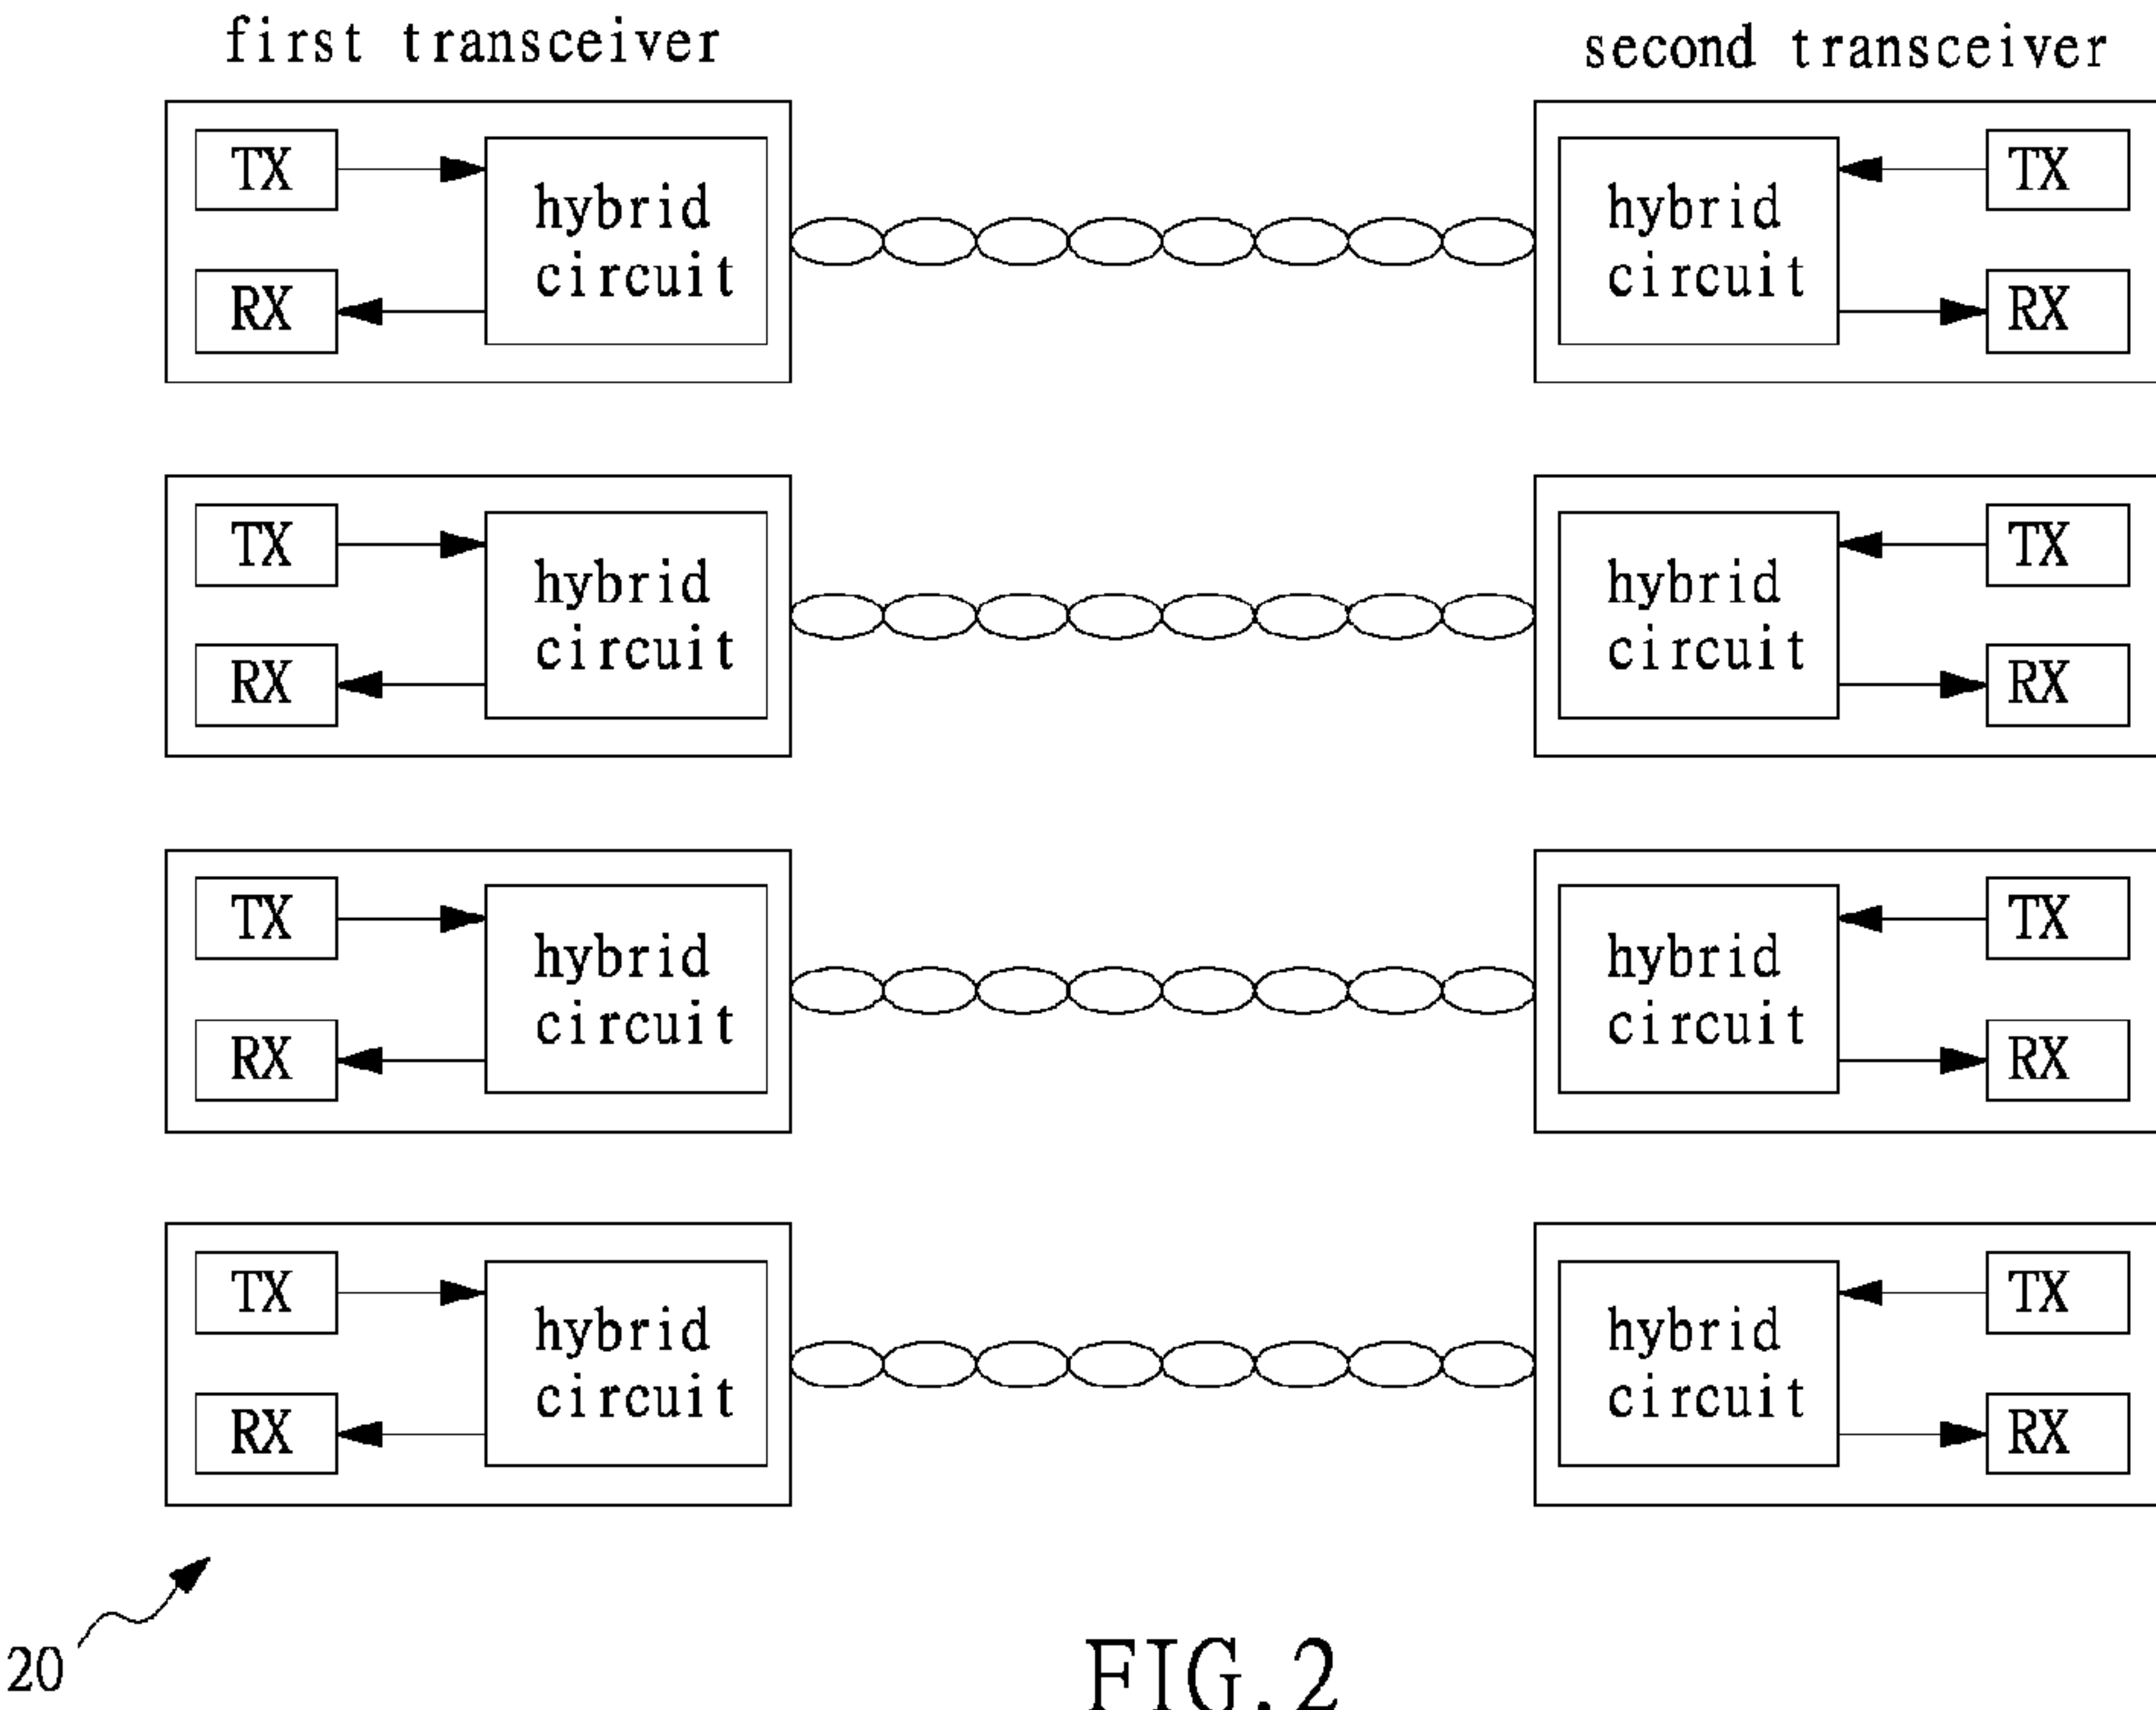 first transceiver
second transceiver
TX
hybrid
circuit
RX
hybrid
circuit
TX
RX
TX
hybrid
circuit
RX
hybrid
circuit
TX
RX
TX
hybrid
circuit
RX
hybrid
circuit
TX
RX
TX
hybrid
circuit
RX
hybrid
circuit
TX
RX
20
FIG.2